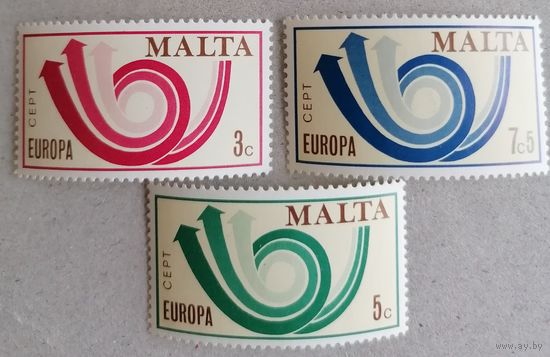 MALTA
CEPT
EUROPA 3c
MALTA
CEPT
EUROPA 7c5
MALTA
CEPT
EUROPA 5c
www.ay.by